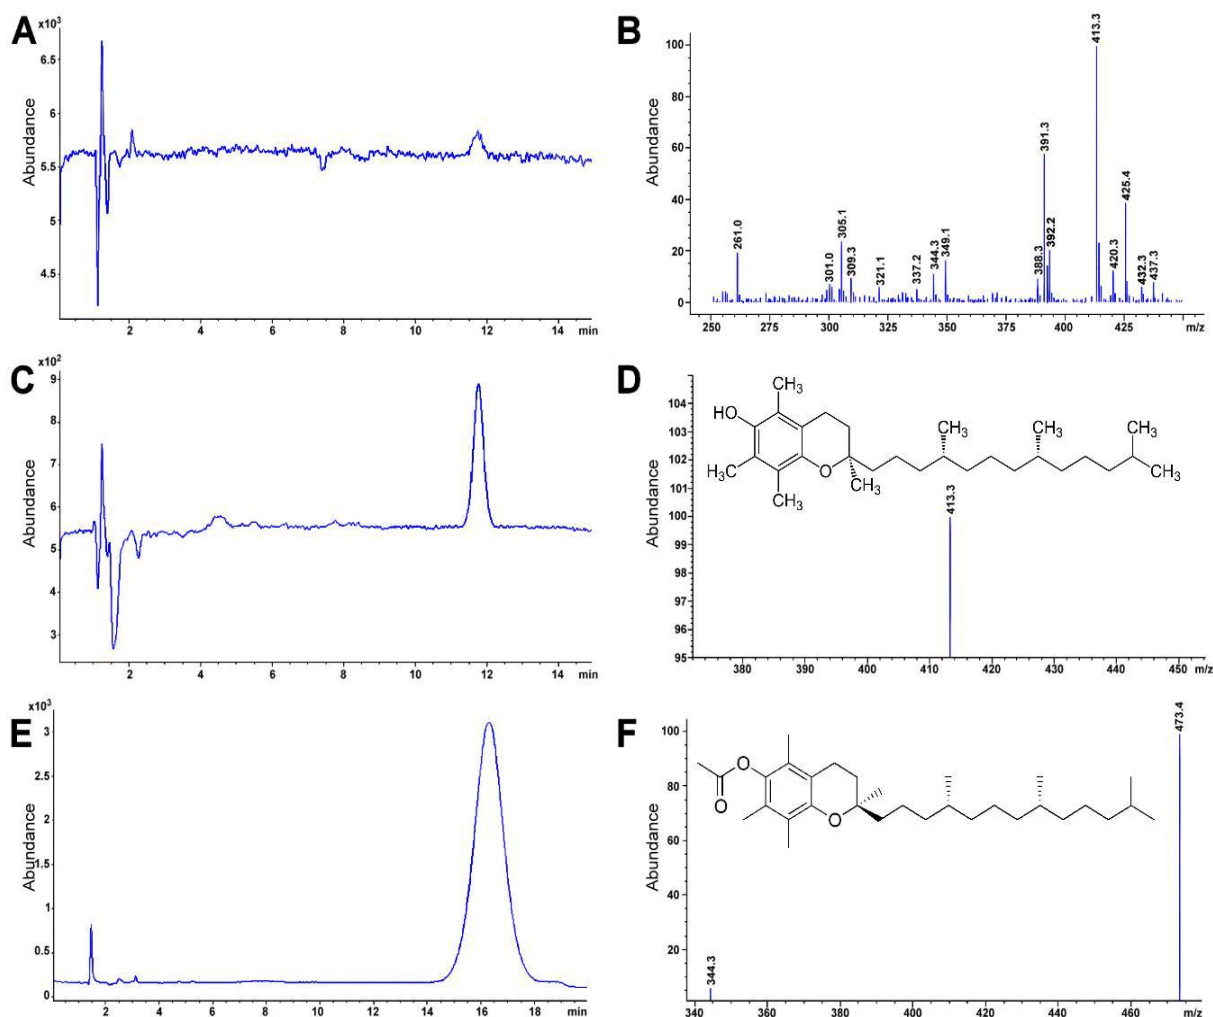 A
x10³
6.5
6
5.5
5
4.5
Abundance
2 4 6 8 10 12 14 min
B
100
80
60
40
20
0
Abundance
261.0
301.0
305.1
309.3
321.1
337.2
344.3
349.1
388.3
391.3
392.2
413.3
420.3
425.4
432.3
437.3
250 275 300 325 350 375 400 425 m/z
C
x10²
9
8
7
6
5
4
3
Abundance
2 4 6 8 10 12 14 min
D
104
103
102
101
100
99
98
97
96
95
Abundance
CH₃
HO
CH₃ CH₃
H₃C O CH₃ CH₃
CH₃
413.3
380 390 400 410 420 430 440 450 m/z
E
x10³
3
2.5
2
1.5
1
0.5
0
Abundance
2 4 6 8 10 12 14 16 18 min
F
100
80
60
40
20
Abundance
O
O
O
344.3
473.4
340 360 380 400 420 440 460 m/z